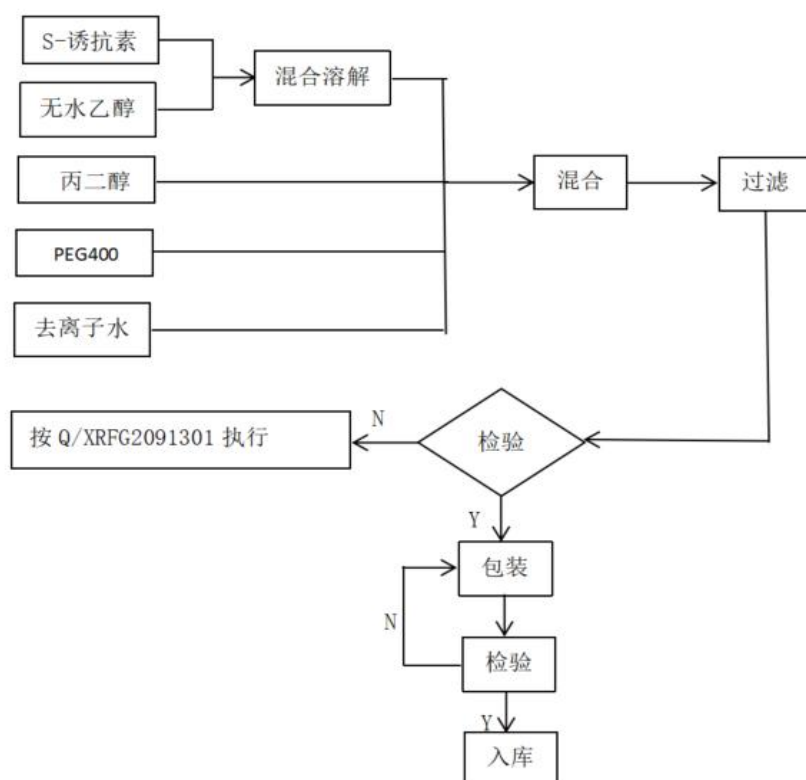 S-诱抗素
无水乙醇
混合溶解
丙二醇
混合
过滤
PEG400
去离子水
按 Q/XRFG2091301 执行
N
检验
Y
包装
N
检验
Y
入库